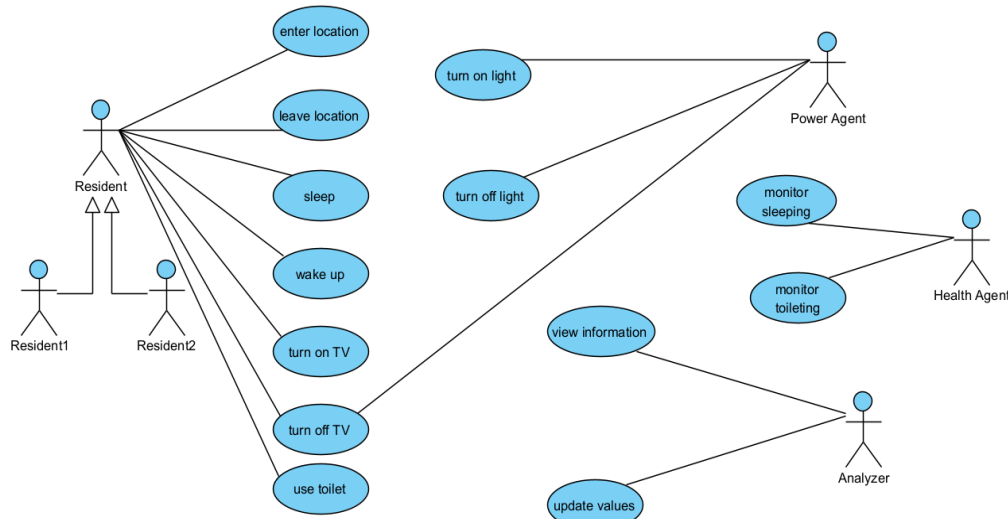 enter location
leave location
sleep
wake up
turn on TV
turn off TV
use toilet
Resident
Resident1
Resident2
turn on light
turn off light
Power Agent
monitor
sleeping
monitor
toileting
Health Agent
view information
update values
Analyzer